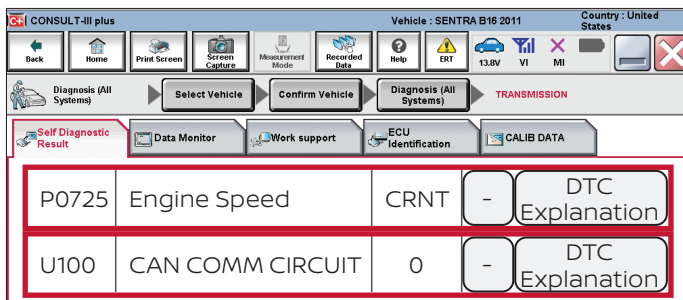 CONSULT-III plus
Vehicle : SENTRA B16 2011
Country : United States
Back
Home
Print Screen
Screen Capture
Measurement Mode
Recorded Data
Help
ERT
13.8V
VI
MI
Diagnosis (All Systems)
Select Vehicle
Confirm Vehicle
Diagnosis (All Systems)
TRANSMISSION
Self Diagnostic Result
Data Monitor
Work support
ECU Identification
CALIB DATA
P0725 Engine Speed CRNT - DTC Explanation
U100 CAN COMM CIRCUIT 0 - DTC Explanation